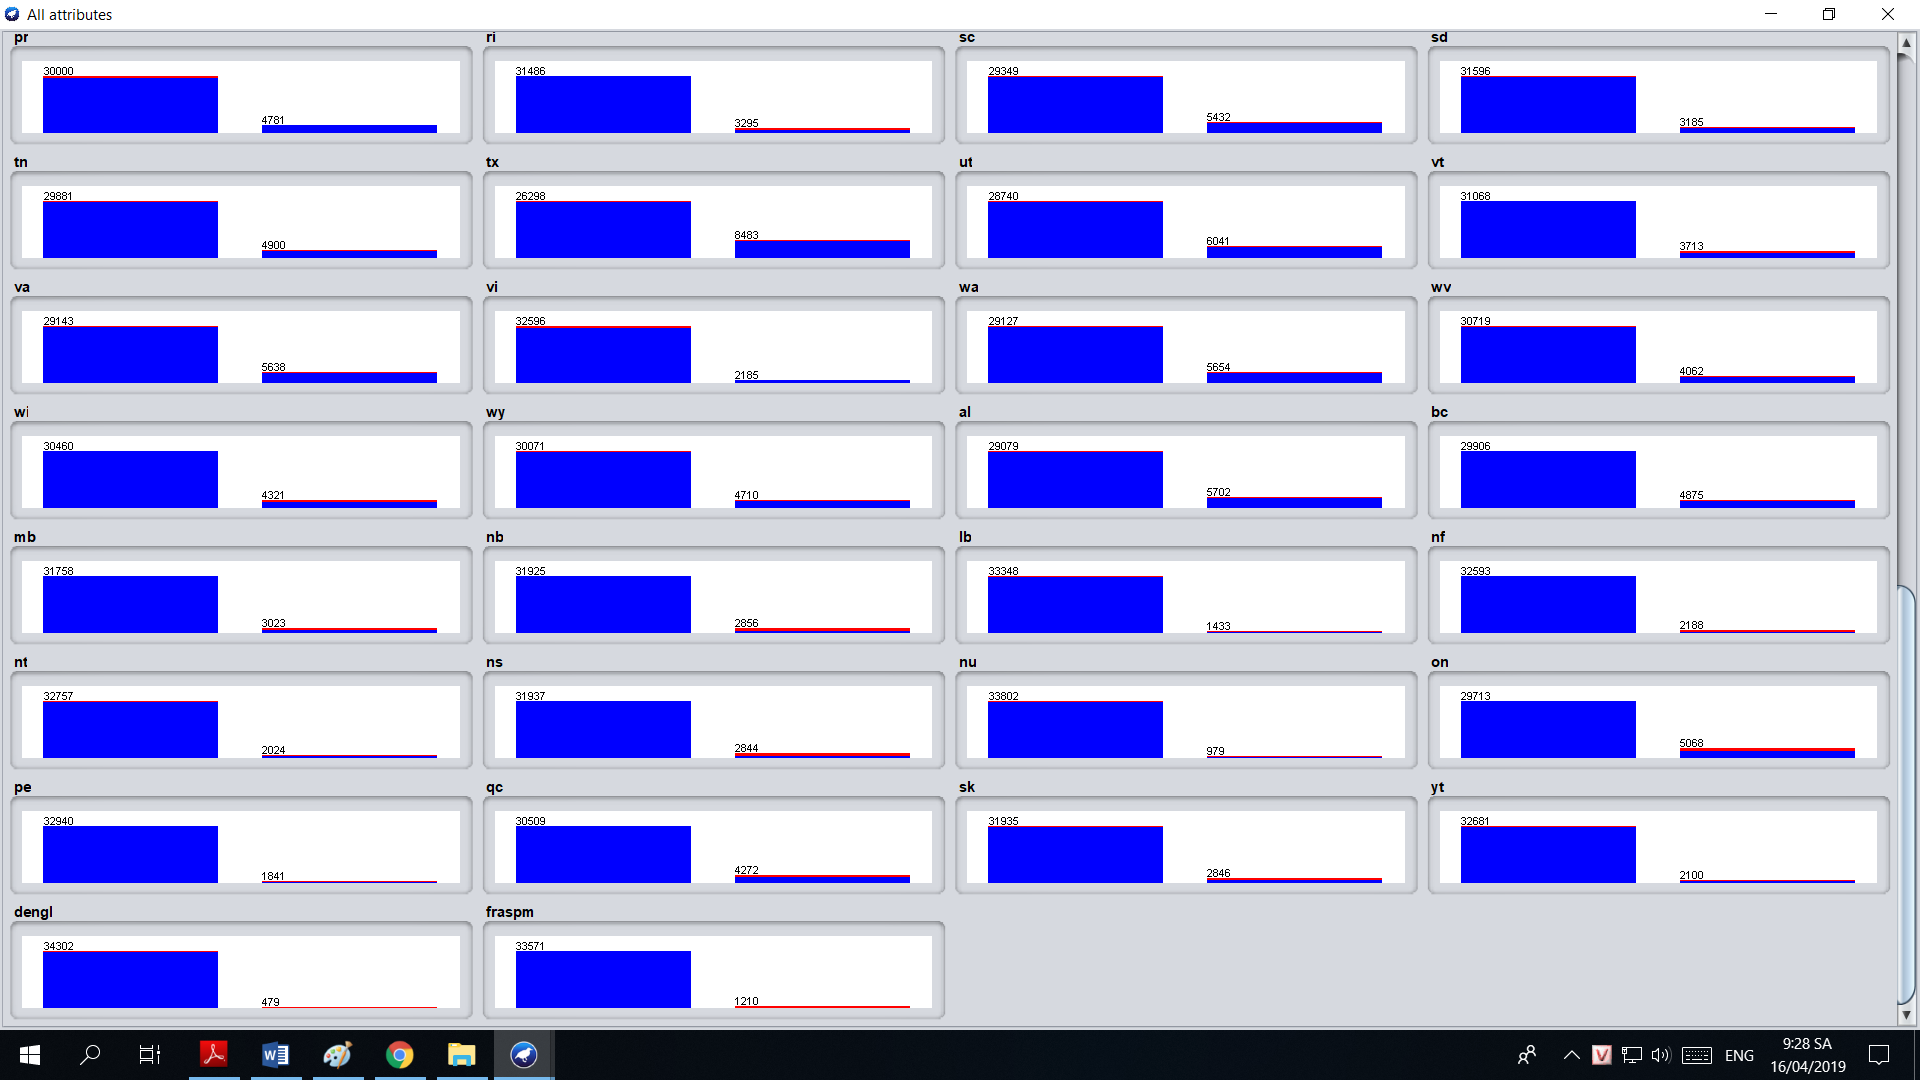 All attributes
pr ri sc sd
30000 4781 31486 3295 29349 5432 31596 3185
tn tx ut vt
29881 4900 26298 8483 28740 6041 31068 3713
va vi wa wv
29143 5638 32596 2185 29127 5654 30719 4062
wi wy al bc
30460 4321 30071 4710 29079 5702 29906 4875
mb nb lb nf
31758 3023 31925 2856 33348 1433 32593 2188
nt ns nu on
32757 2024 31937 2844 33802 979 29713 5068
pe qc sk yt
32940 1841 30509 4272 31935 2846 32681 2100
dengl fraspm
34302 479 33571 1210
V ENG 9:28 SA
16/04/2019